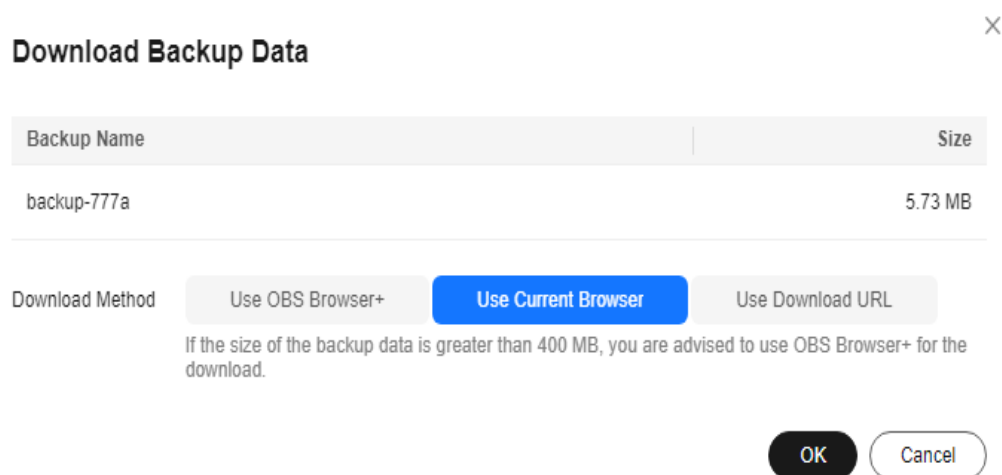 Download Backup Data
Backup Name Size
backup-777a 5.73 MB
Download Method Use OBS Browser+ Use Current Browser Use Download URL
If the size of the backup data is greater than 400 MB, you are advised to use OBS Browser+ for the
download.
OK Cancel